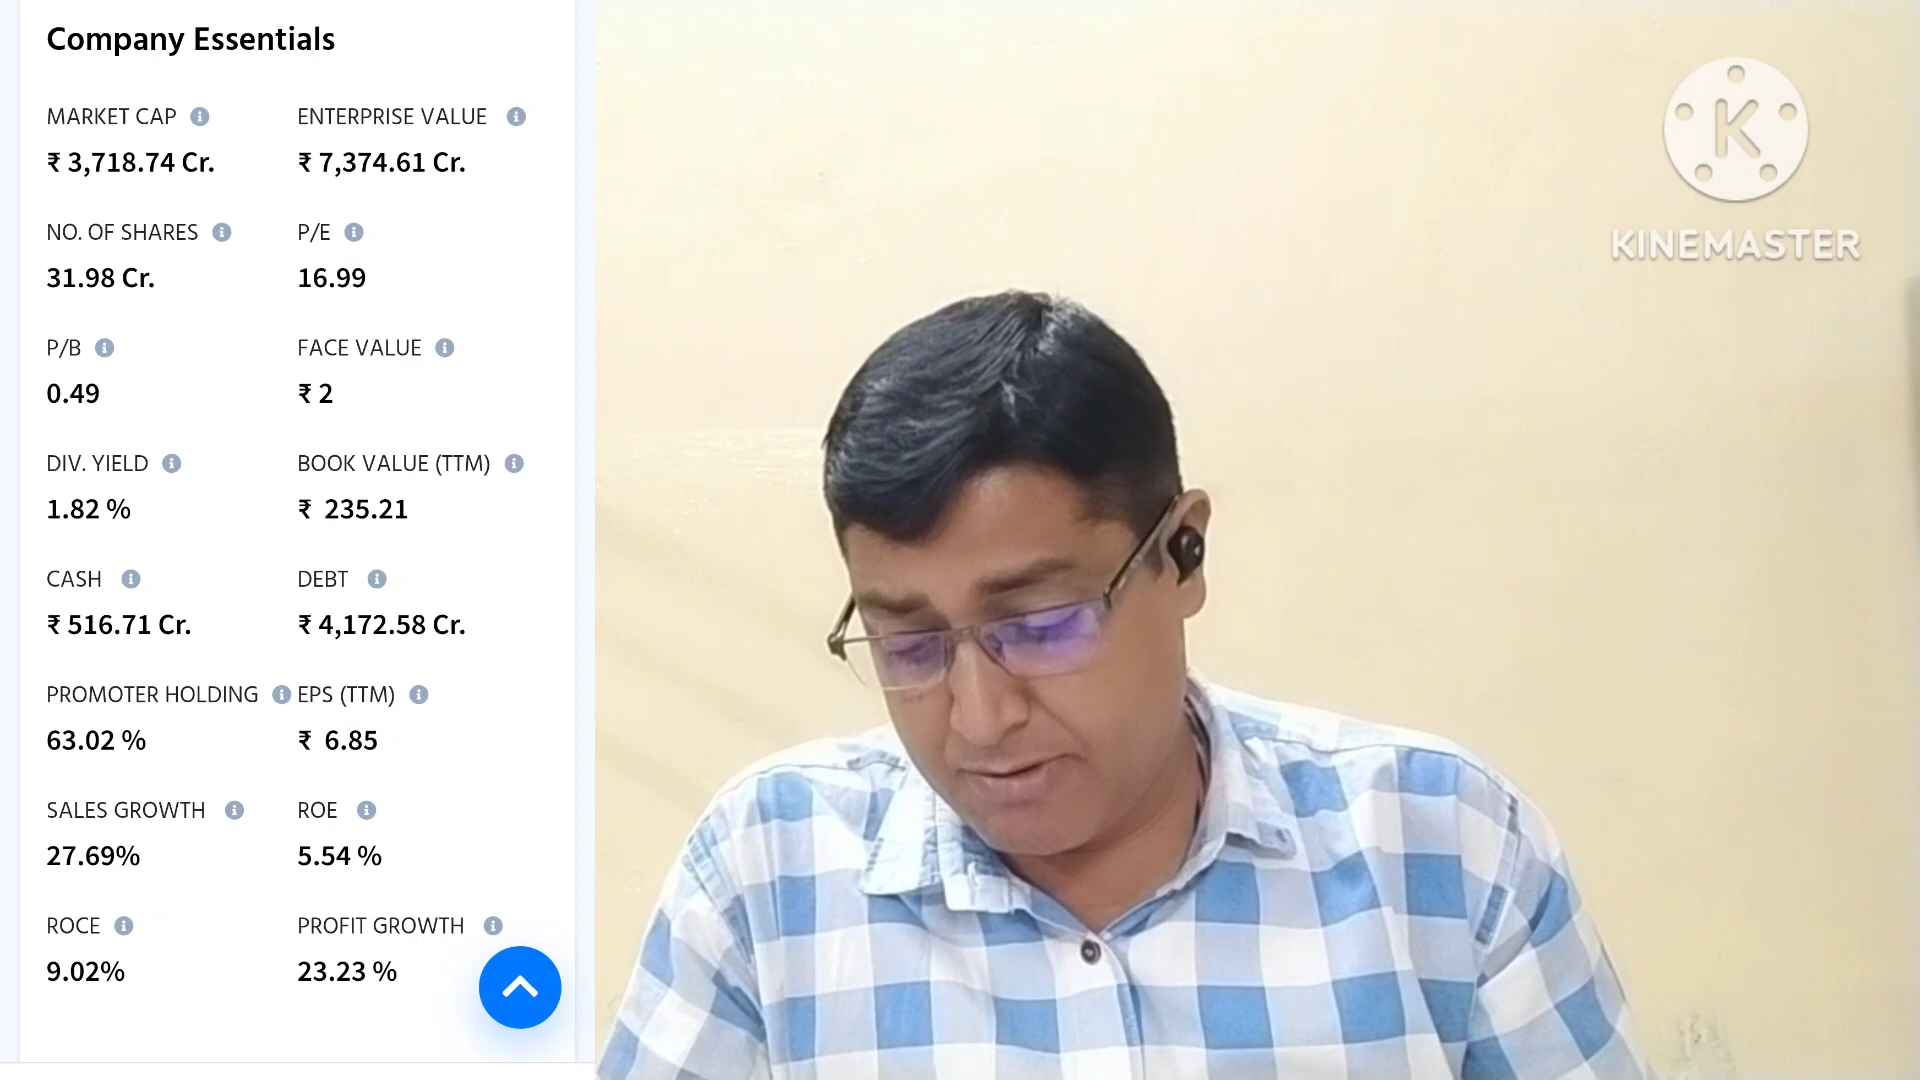 Company Essentials
MARKET CAP ENTERPRISE VALUE
₹ 3,718.74 Cr. ₹ 7,374.61 Cr.
NO. OF SHARES P/E
31.98 Cr. 16.99
P/B FACE VALUE
0.49 ₹ 2
DIV. YIELD BOOK VALUE (TTM)
1.82 % ₹ 235.21
CASH DEBT
₹ 516.71 Cr. ₹ 4,172.58 Cr.
PROMOTER HOLDING EPS (TTM)
63.02 % ₹ 6.85
SALES GROWTH ROE
27.69% 5.54 %
ROCE PROFIT GROWTH
9.02% 23.23 %
K
KINEMASTER